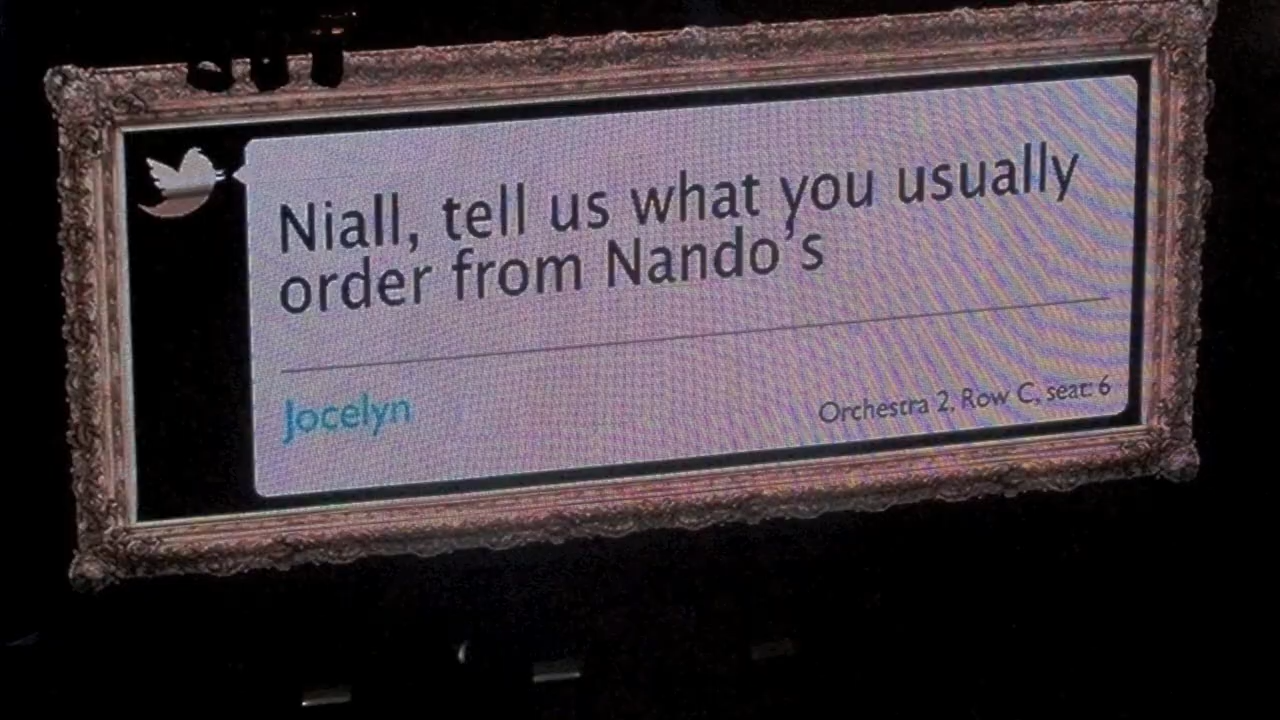 Niall, tell us what you usually
order from Nando's
Jocelyn
Orchestra 2, Row C, seat: 6